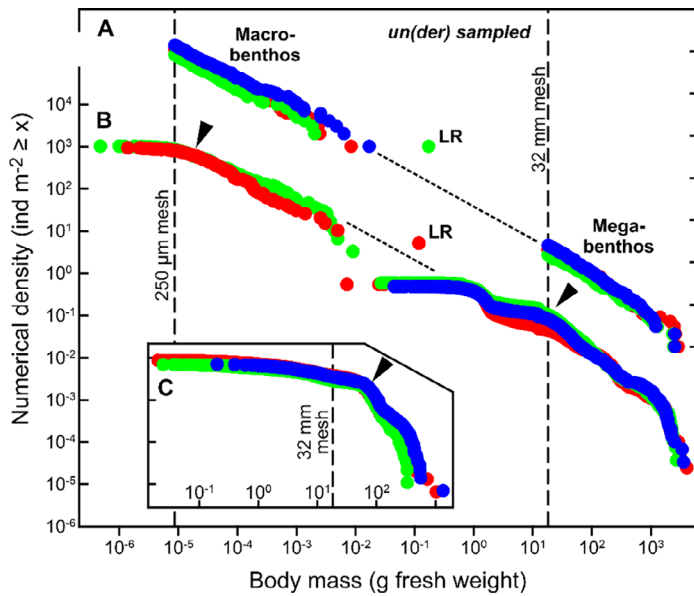 A
Macro-
benthos
un(der) sampled
B
LR
32 mm mesh
LR
Mega-
benthos
250 µm mesh
Numerical density (ind m⁻² ≥ x)
10⁴
10³
10²
10¹
10⁰
10⁻¹
10⁻²
10⁻³
10⁻⁴
10⁻⁵
10⁻⁶
C
32 mm
mesh
10⁻¹ 10⁰ 10¹ 10²
10⁻⁶ 10⁻⁵ 10⁻⁴ 10⁻³ 10⁻² 10⁻¹ 10⁰ 10¹ 10² 10³
Body mass (g fresh weight)